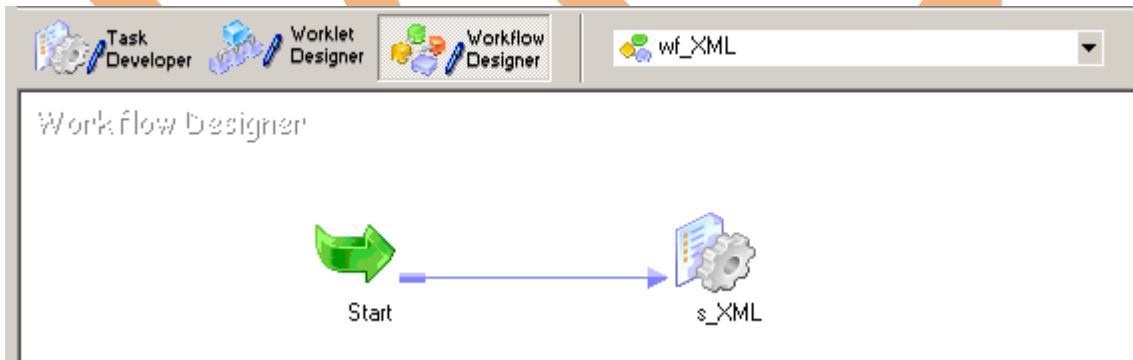 Task
Developer
Worklet
Designer
Workflow
Designer
wf_XML
Workflow Designer
Start
s_XML